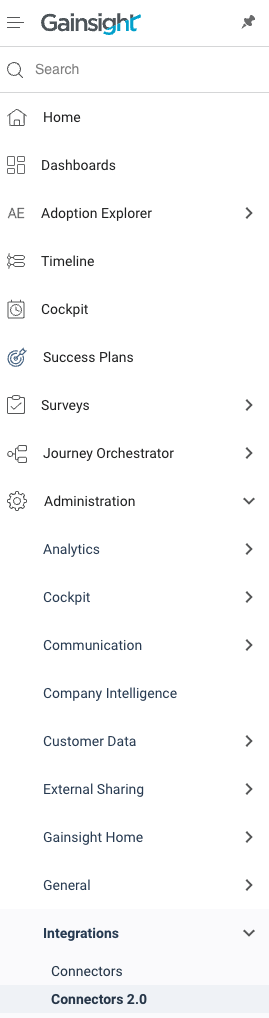 Gainsight
Search
Home
Dashboards
AE Adoption Explorer
Timeline
Cockpit
Success Plans
Surveys
Journey Orchestrator
Administration
Analytics
Cockpit
Communication
Company Intelligence
Customer Data
External Sharing
Gainsight Home
General
Integrations
Connectors
Connectors 2.0